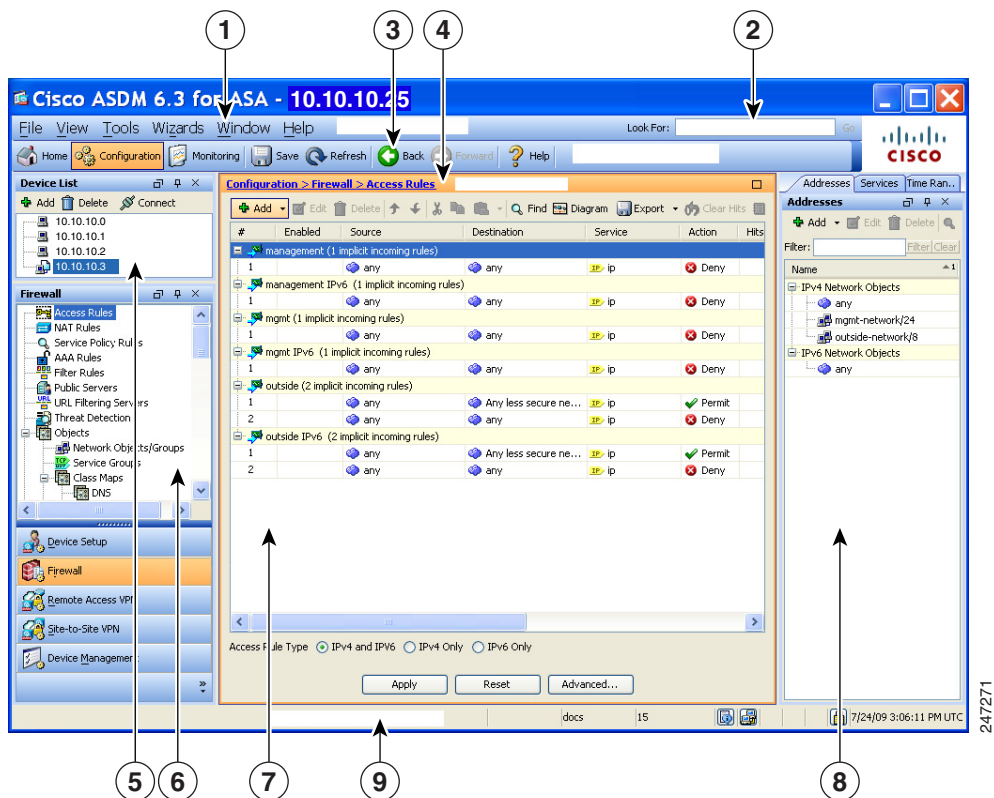 1 3 4 2
Cisco ASDM 6.3 for ASA - 10.10.10.25
File View Tools Wizards Window Help Look For: Go
Home Configuration Monitoring Save Refresh Back Forward Help
CISCO
Device List
Add Delete Connect
10.10.10.0
10.10.10.1
10.10.10.2
10.10.10.3
Firewall
Access Rules
NAT Rules
Service Policy Rules
AAA Rules
Filter Rules
Public Servers
URL Filtering Servers
Threat Detection
Objects
Network Objects/Groups
Service Groups
Class Maps
DNS
Device Setup
Firewall
Remote Access VPN
Site-to-Site VPN
Device Management
Configuration > Firewall > Access Rules
Add Edit Delete Find Diagram Export Clear Hits
# Enabled Source Destination Service Action Hits
management (1 implicit incoming rules)
1 any any ip Deny
management IPv6 (1 implicit incoming rules)
1 any any ip Deny
mgmt (1 implicit incoming rules)
1 any any ip Deny
mgmt IPv6 (1 implicit incoming rules)
1 any any ip Deny
outside (2 implicit incoming rules)
1 any Any less secure ne... ip Permit
2 any any ip Deny
outside IPv6 (2 implicit incoming rules)
1 any Any less secure ne... ip Permit
2 any any ip Deny
Access Rule Type IPv4 and IPV6 IPv4 Only IPv6 Only
Apply Reset Advanced...
Addresses Services Time Ran..
Addresses
Add Edit Delete
Filter: Filter Clear
Name 1
IPv4 Network Objects
any
mgmt-network/24
outside-network/8
IPv6 Network Objects
any
docs 15 7/24/09 3:06:11 PM UTC
247271
5 6 7 9 8